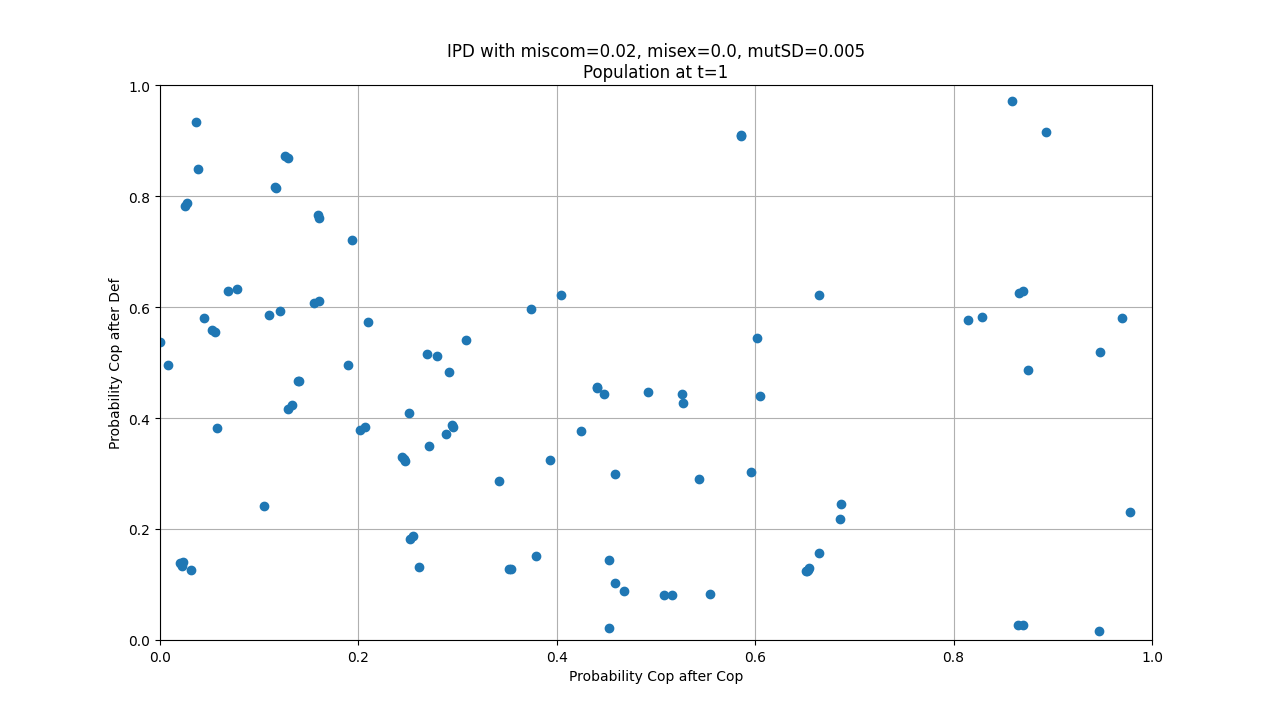 IPD with miscom=0.02, misex=0.0, mutSD=0.005
Population at t=1
1.0
0.8
0.6
0.4
0.2
0.0
Probability Cop after Def
0.0 0.2 0.4 0.6 0.8 1.0
Probability Cop after Cop